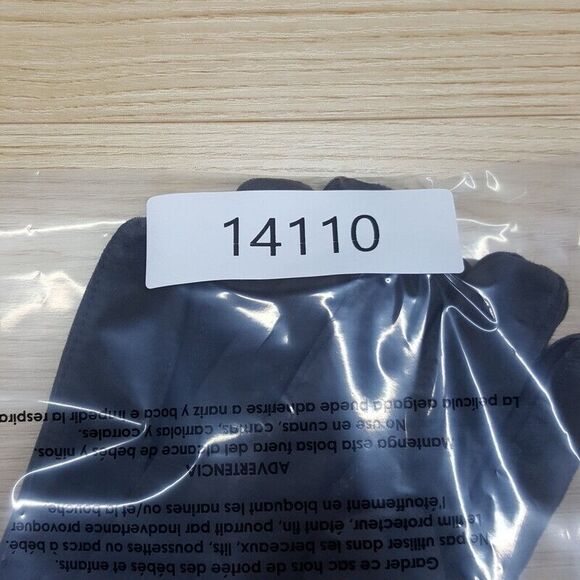 14110
Garder ce sac hors de portée des bébés et enfants.
Ne pas utiliser dans les berceaux, lits, poussettes ou parcs à bébé.
Le film protecteur, étant fin, pourrait par inadvertance provoquer
l'étouffement en bloquant les narines ou/et la bouche.
ADVERTENCIA
Mantenga esta bolsa fuera del alcance de bebés y niños.
No use en cunas, carnes, carriolas y corrales.
La película delgada puede adherirse a nariz y boca e impedir la respira